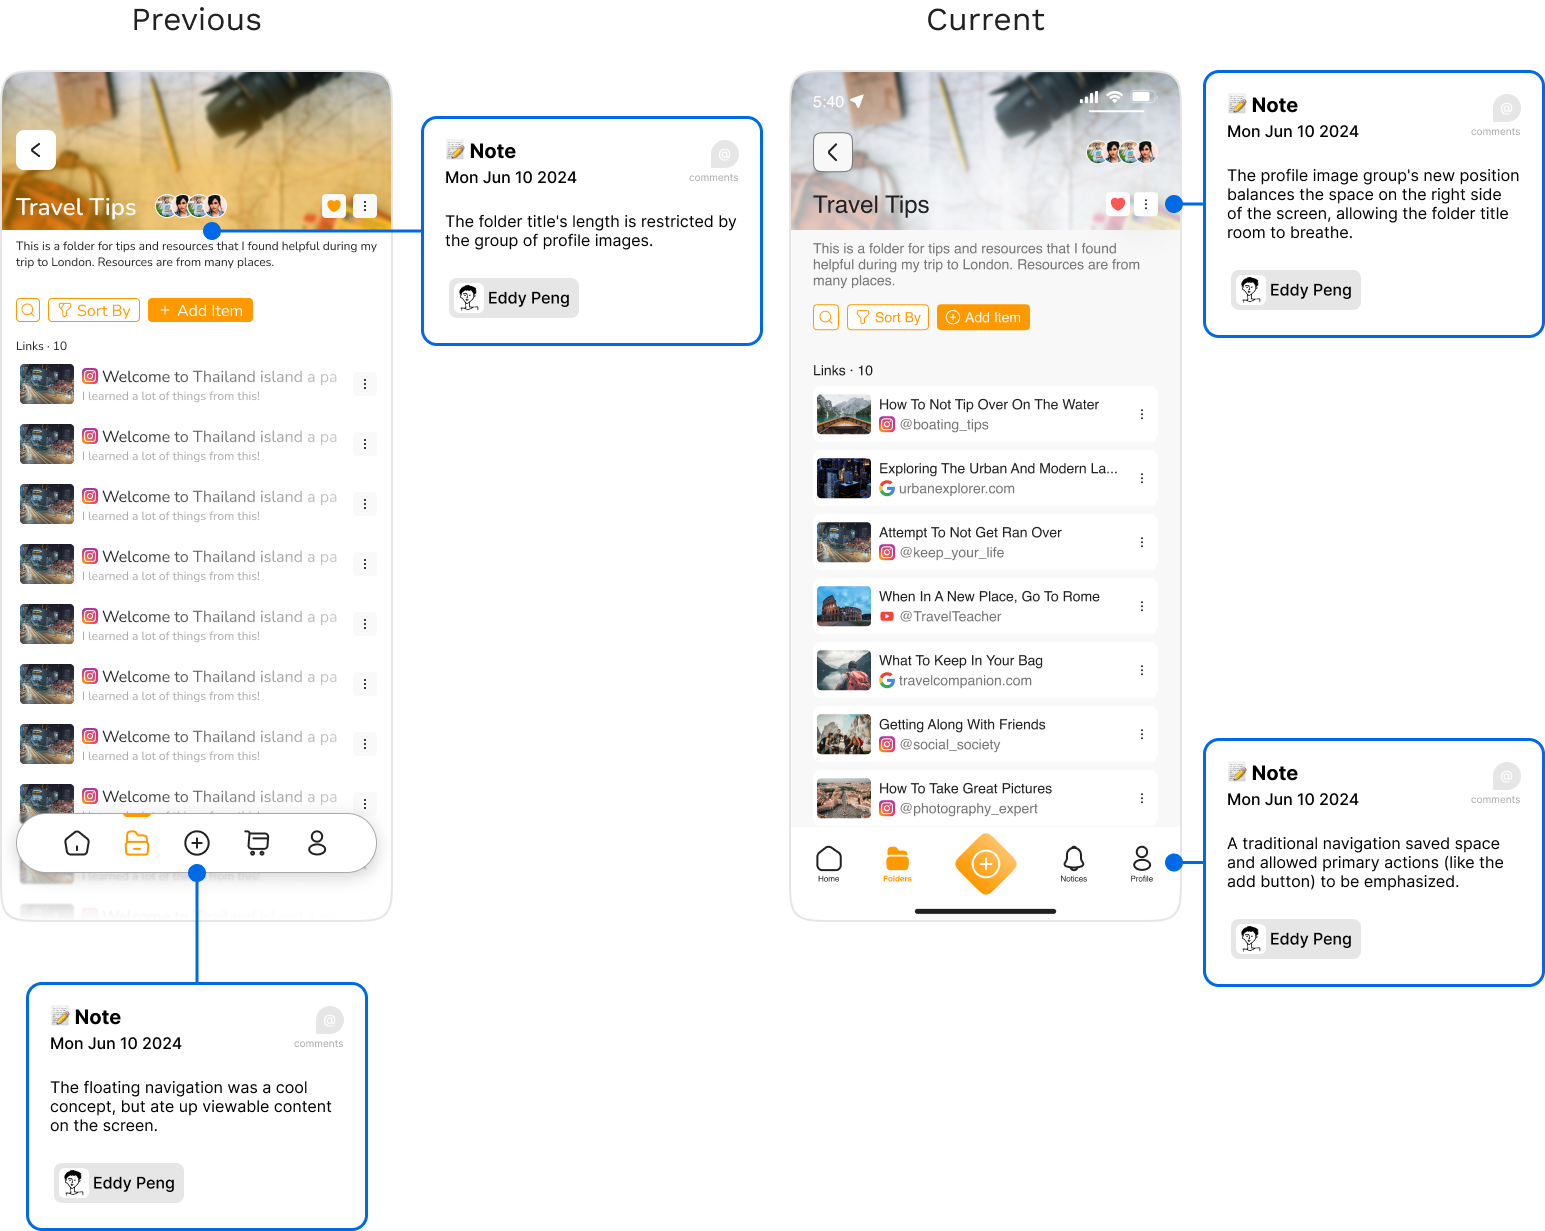 Previous
Travel Tips
This is a folder for tips and resources that I found helpful during my
trip to London. Resources are from many places.
Sort By
+ Add Item
Links · 10
Welcome to Thailand island a pa
I learned a lot of things from this!
Welcome to Thailand island a pa
I learned a lot of things from this!
Welcome to Thailand island a pa
I learned a lot of things from this!
Welcome to Thailand island a pa
I learned a lot of things from this!
Welcome to Thailand island a pa
I learned a lot of things from this!
Welcome to Thailand island a pa
I learned a lot of things from this!
Welcome to Thailand island a pa
I learned a lot of things from this!
Welcome to Thailand island a pa
I learned a lot of things from this!
📝 Note
@
Mon Jun 10 2024
comments
The folder title's length is restricted by
the group of profile images.
Eddy Peng
📝 Note
@
Mon Jun 10 2024
comments
The floating navigation was a cool
concept, but ate up viewable content
on the screen.
Eddy Peng
Current
5:40
Travel Tips
This is a folder for tips and resources that I found
helpful during my trip to London. Resources are from
many places.
Sort By
Add Item
Links · 10
How To Not Tip Over On The Water
@boating_tips
Exploring The Urban And Modern La...
urbanexplorer.com
Attempt To Not Get Ran Over
@keep_your_life
When In A New Place, Go To Rome
@TravelTeacher
What To Keep In Your Bag
travelcompanion.com
Getting Along With Friends
@social_society
How To Take Great Pictures
@photography_expert
Home
Folders
Notices
Profile
📝 Note
@
Mon Jun 10 2024
comments
The profile image group's new position
balances the space on the right side
of the screen, allowing the folder title
room to breathe.
Eddy Peng
📝 Note
@
Mon Jun 10 2024
comments
A traditional navigation saved space
and allowed primary actions (like the
add button) to be emphasized.
Eddy Peng